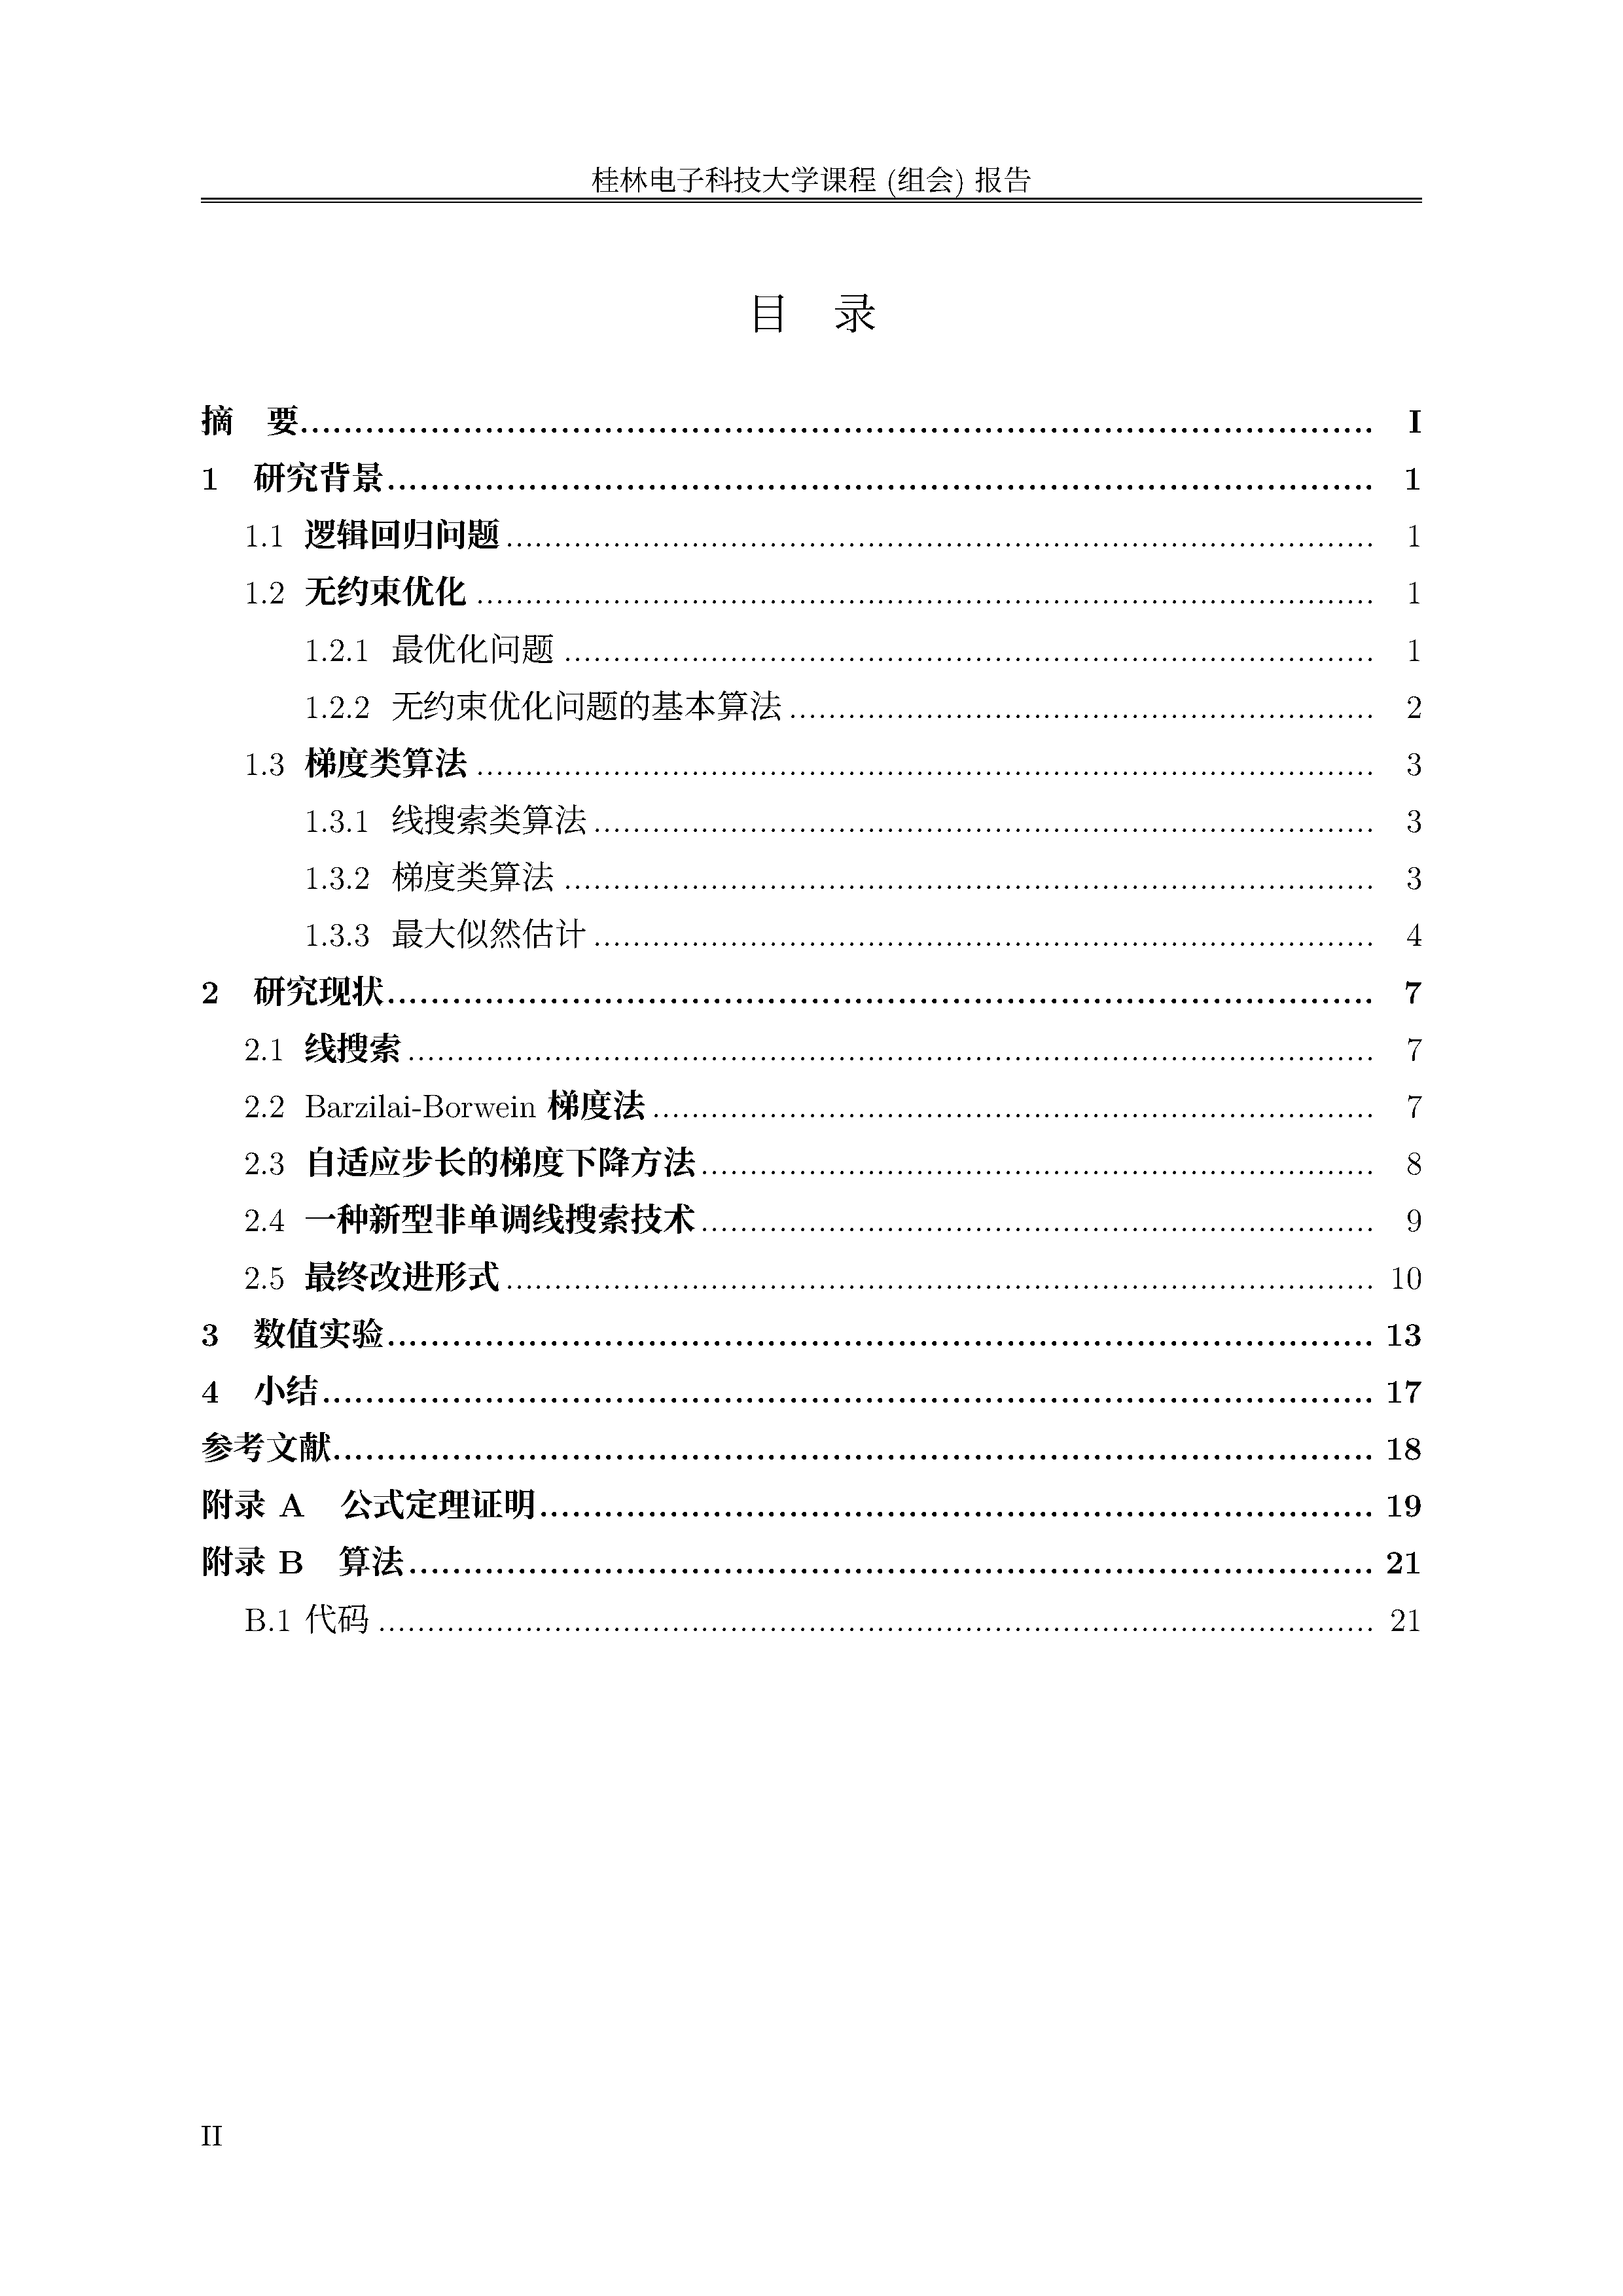 桂林电子科技大学课程 (组会) 报告
目 录
摘 要........................................ I
1 研究背景........................................ 1
1.1 逻辑回归问题........................................ 1
1.2 无约束优化........................................ 1
1.2.1 最优化问题........................................ 1
1.2.2 无约束优化问题的基本算法........................................ 2
1.3 梯度类算法........................................ 3
1.3.1 线搜索类算法........................................ 3
1.3.2 梯度类算法........................................ 3
1.3.3 最大似然估计........................................ 4
2 研究现状........................................ 7
2.1 线搜索........................................ 7
2.2 Barzilai-Borwein 梯度法........................................ 7
2.3 自适应步长的梯度下降方法........................................ 8
2.4 一种新型非单调线搜索技术........................................ 9
2.5 最终改进形式........................................ 10
3 数值实验........................................ 13
4 小结........................................ 17
参考文献........................................ 18
附录 A 公式定理证明........................................ 19
附录 B 算法........................................ 21
B.1 代码........................................ 21
II